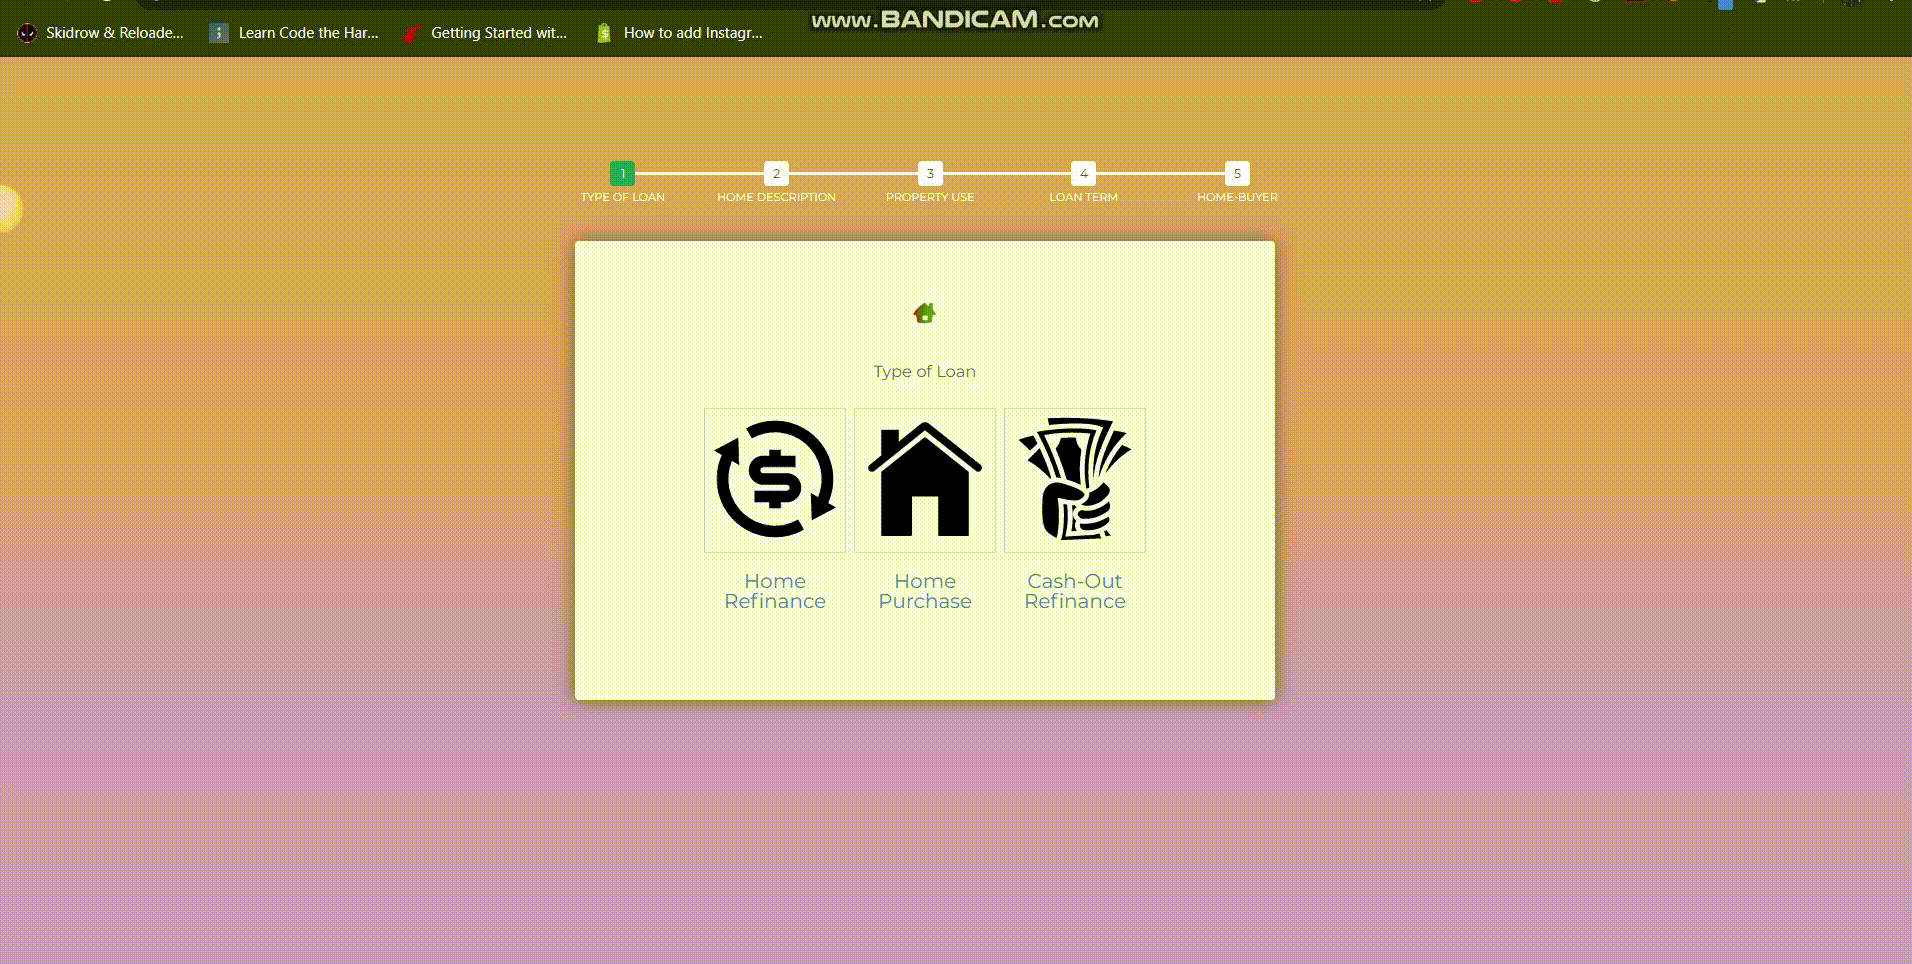 www.BANDICAM.com
Skidrow & Reloade...
Learn Code the Har...
Getting Started wit...
How to add Instagr...
1
2
3
4
5
TYPE OF LOAN
HOME DESCRIPTION
PROPERTY USE
LOAN TERM
HOME-BUYER
Type of Loan
Home
Refinance
Home
Purchase
Cash-Out
Refinance